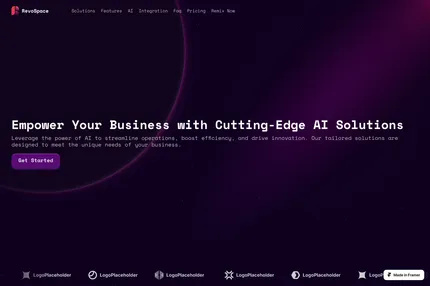 RevoSpace
Solutions Features AI Integration Faq Pricing Remix Now
Empower Your Business with Cutting-Edge AI Solutions
Leverage the power of AI to streamline operations, boost efficiency, and drive innovation. Our tailored solutions are
designed to meet the unique needs of your business.
Get Started
LogoPlaceholder LogoPlaceholder LogoPlaceholder LogoPlaceholder LogoPlaceholder LogoP
Made in Framer